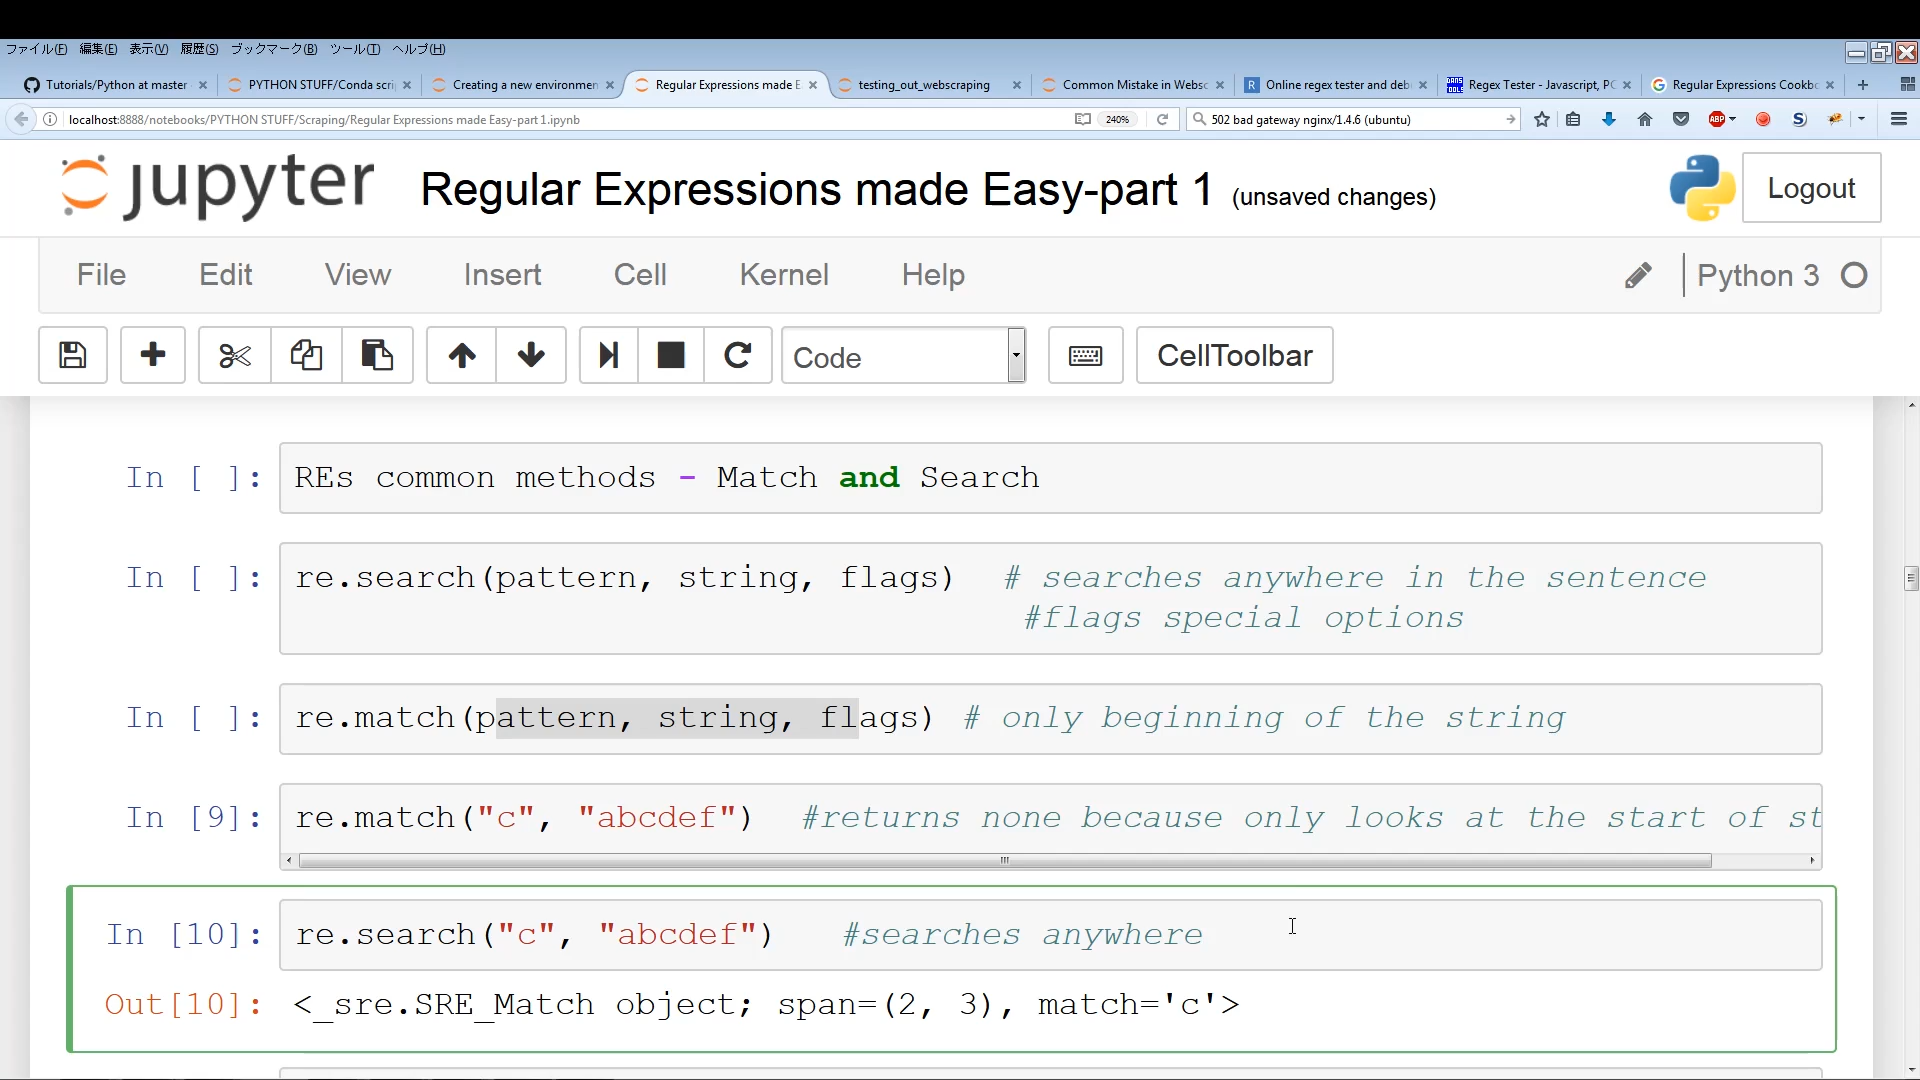 ファイル(F) 編集(E) 表示(V) 履歴(S) ブックマーク(B) ツール(T) ヘルプ(H)
Tutorials/Python at master PYTHON STUFF/Conda scri Creating a new environmen Regular Expressions made E testing_out_webscraping Common Mistake in Websc Online regex tester and deb Regex Tester - Javascript, PC Regular Expressions Cookbo
localhost:8888/notebooks/PYTHON STUFF/Scraping/Regular Expressions made Easy-part 1.ipynb 240% 502 bad gateway nginx/1.4.6 (ubuntu) ABP
jupyter Regular Expressions made Easy-part 1 (unsaved changes) Logout
File Edit View Insert Cell Kernel Help Python 3
Code CellToolbar
In [ ]: REs common methods - Match and Search
In [ ]: re.search(pattern, string, flags) # searches anywhere in the sentence
#flags special options
In [ ]: re.match(pattern, string, flags) # only beginning of the string
In [9]: re.match("c", "abcdef") #returns none because only looks at the start of st
In [10]: re.search("c", "abcdef") #searches anywhere
Out[10]: <_sre.SRE_Match object; span=(2, 3), match='c'>